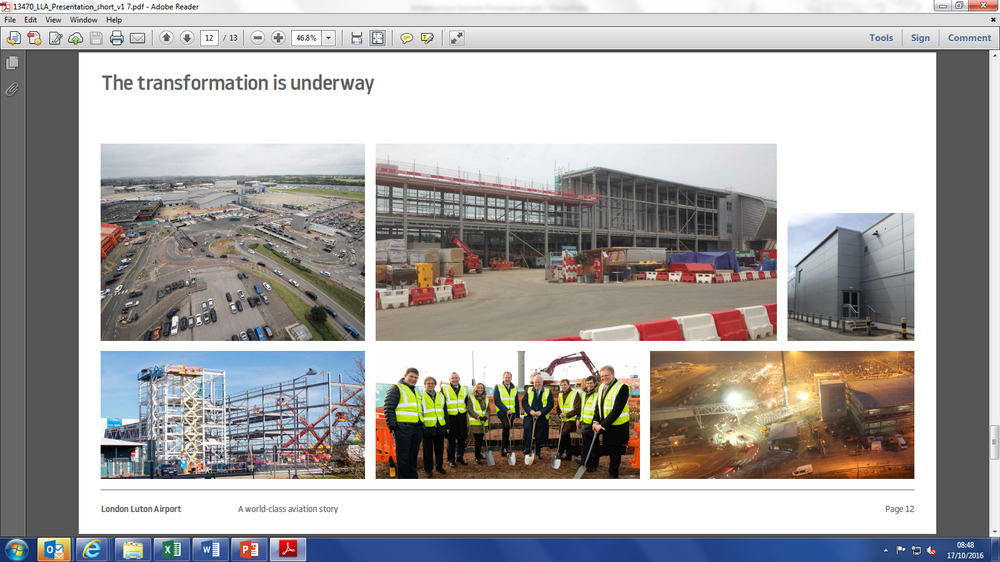 13470_LLA_Presentation_short_v1 7.pdf - Adobe Reader
File Edit View Window Help
12 / 13 46.8% Tools Sign Comment
The transformation is underway
London Luton Airport A world-class aviation story Page 12
08:48
17/10/2016